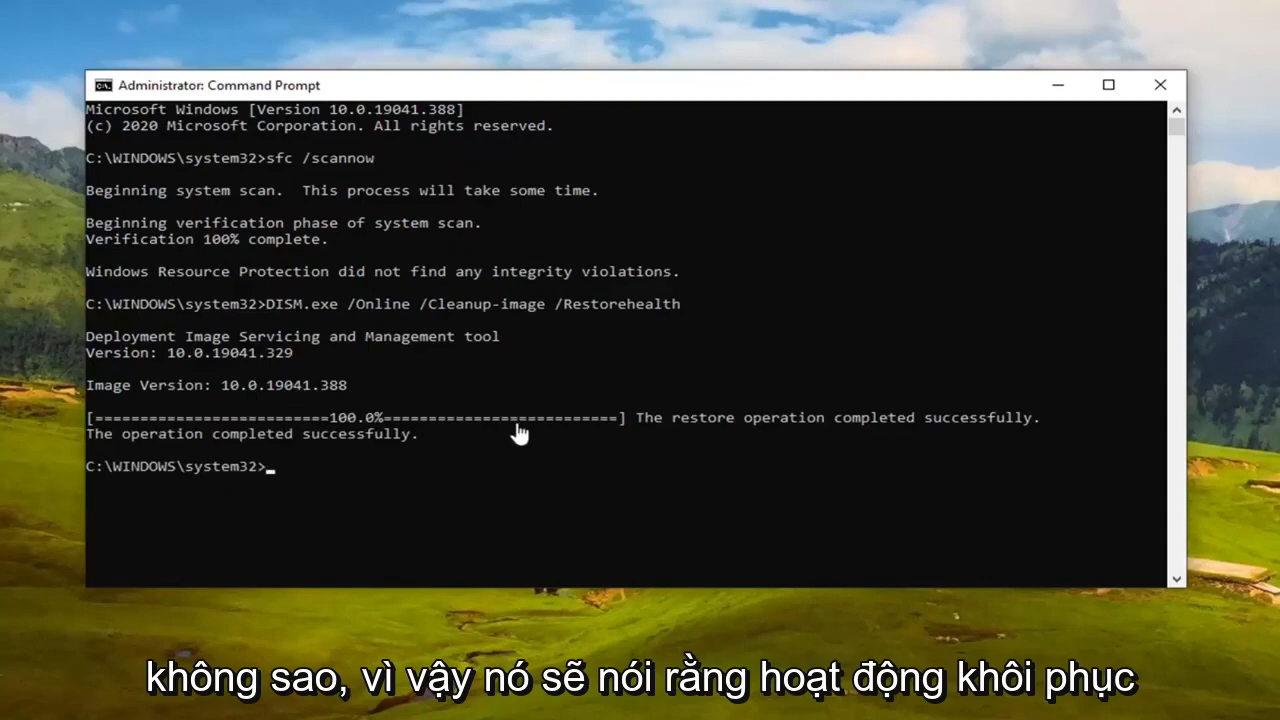 Administrator: Command Prompt
Microsoft Windows [Version 10.0.19041.388]
(c) 2020 Microsoft Corporation. All rights reserved.
C:\WINDOWS\system32>sfc /scannow
Beginning system scan.  This process will take some time.
Beginning verification phase of system scan.
Verification 100% complete.
Windows Resource Protection did not find any integrity violations.
C:\WINDOWS\system32>DISM.exe /Online /Cleanup-image /Restorehealth
Deployment Image Servicing and Management tool
Version: 10.0.19041.329
Image Version: 10.0.19041.388
[==========================100.0%==========================] The restore operation completed successfully.
The operation completed successfully.
C:\WINDOWS\system32>
không sao, vì vậy nó sẽ nói rằng hoạt động khôi phục